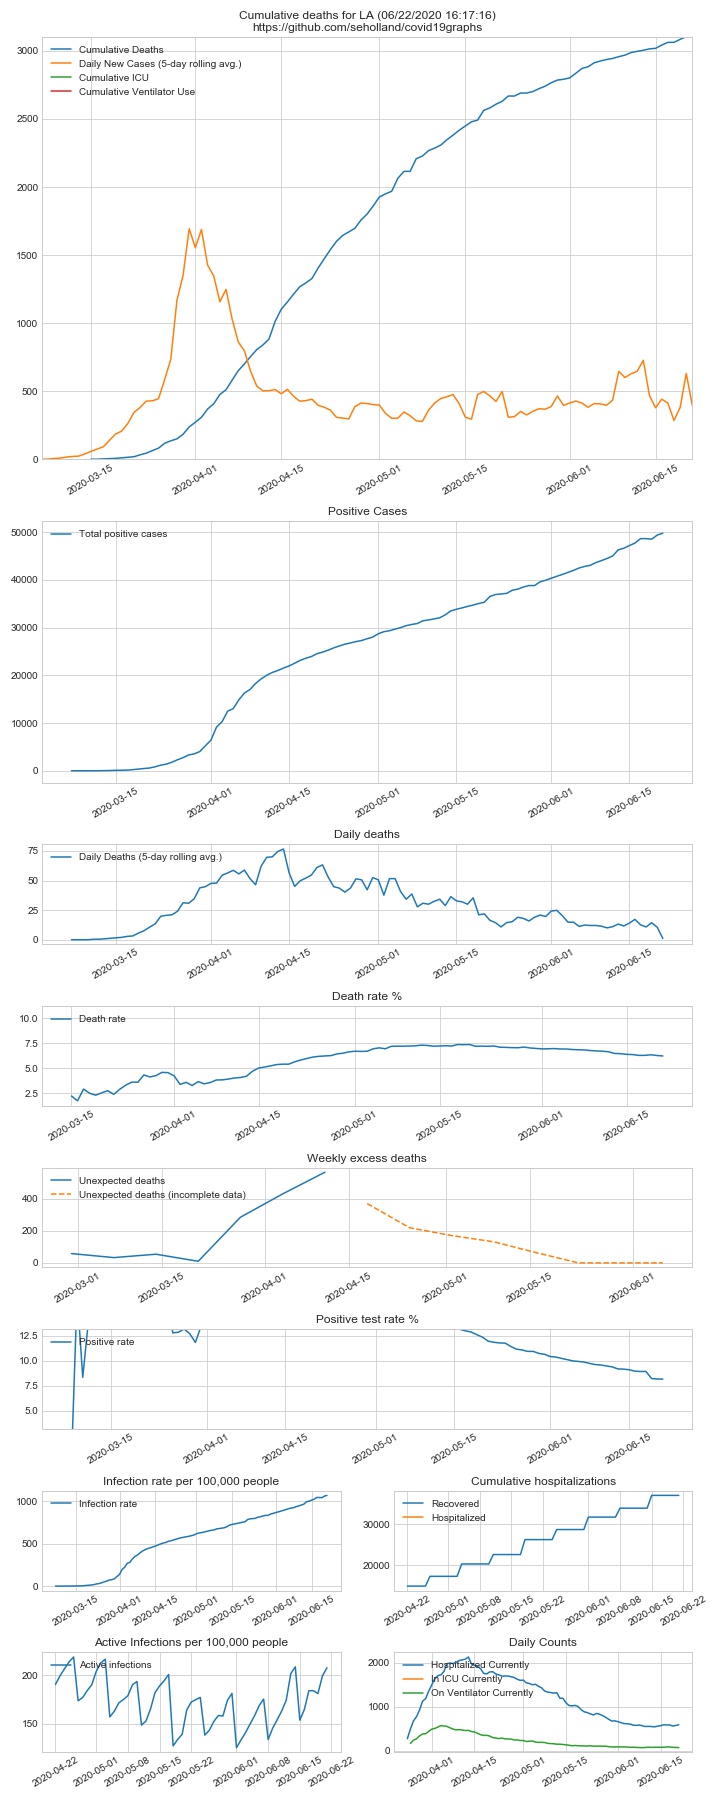 Cumulative deaths for LA (06/22/2020 16:17:16)
https://github.com/seholland/covid19graphs
Cumulative Deaths
Daily New Cases (5-day rolling avg.)
Cumulative ICU
Cumulative Ventilator Use
3000
2500
2000
1500
1000
500
0
2020-03-15 2020-04-01 2020-04-15 2020-05-01 2020-05-15 2020-06-01 2020-06-15
Positive Cases
Total positive cases
50000
40000
30000
20000
10000
0
2020-03-15 2020-04-01 2020-04-15 2020-05-01 2020-05-15 2020-06-01 2020-06-15
Daily deaths
Daily Deaths (5-day rolling avg.)
75
50
25
0
2020-03-15 2020-04-01 2020-04-15 2020-05-01 2020-05-15 2020-06-01 2020-06-15
Death rate %
Death rate
10.0
7.5
5.0
2.5
2020-03-15 2020-04-01 2020-04-15 2020-05-01 2020-05-15 2020-06-01 2020-06-15
Weekly excess deaths
Unexpected deaths
Unexpected deaths (incomplete data)
400
200
0
2020-03-01 2020-03-15 2020-04-01 2020-04-15 2020-05-01 2020-05-15 2020-06-01
Positive test rate %
Positive rate
12.5
10.0
7.5
5.0
2020-03-15 2020-04-01 2020-04-15 2020-05-01 2020-05-15 2020-06-01 2020-06-15
Infection rate per 100,000 people
Infection rate
1000
500
0
2020-03-15 2020-04-01 2020-04-15 2020-05-01 2020-05-15 2020-06-01 2020-06-15
Cumulative hospitalizations
Recovered
Hospitalized
30000
20000
2020-04-22 2020-05-01 2020-05-08 2020-05-15 2020-05-22 2020-06-01 2020-06-08 2020-06-15 2020-06-22
Active Infections per 100,000 people
Active infections
200
150
2020-04-22 2020-05-01 2020-05-08 2020-05-15 2020-05-22 2020-06-01 2020-06-08 2020-06-15 2020-06-22
Daily Counts
Hospitalized Currently
In ICU Currently
On Ventilator Currently
2000
1000
0
2020-04-01 2020-04-15 2020-05-01 2020-05-15 2020-06-01 2020-06-15